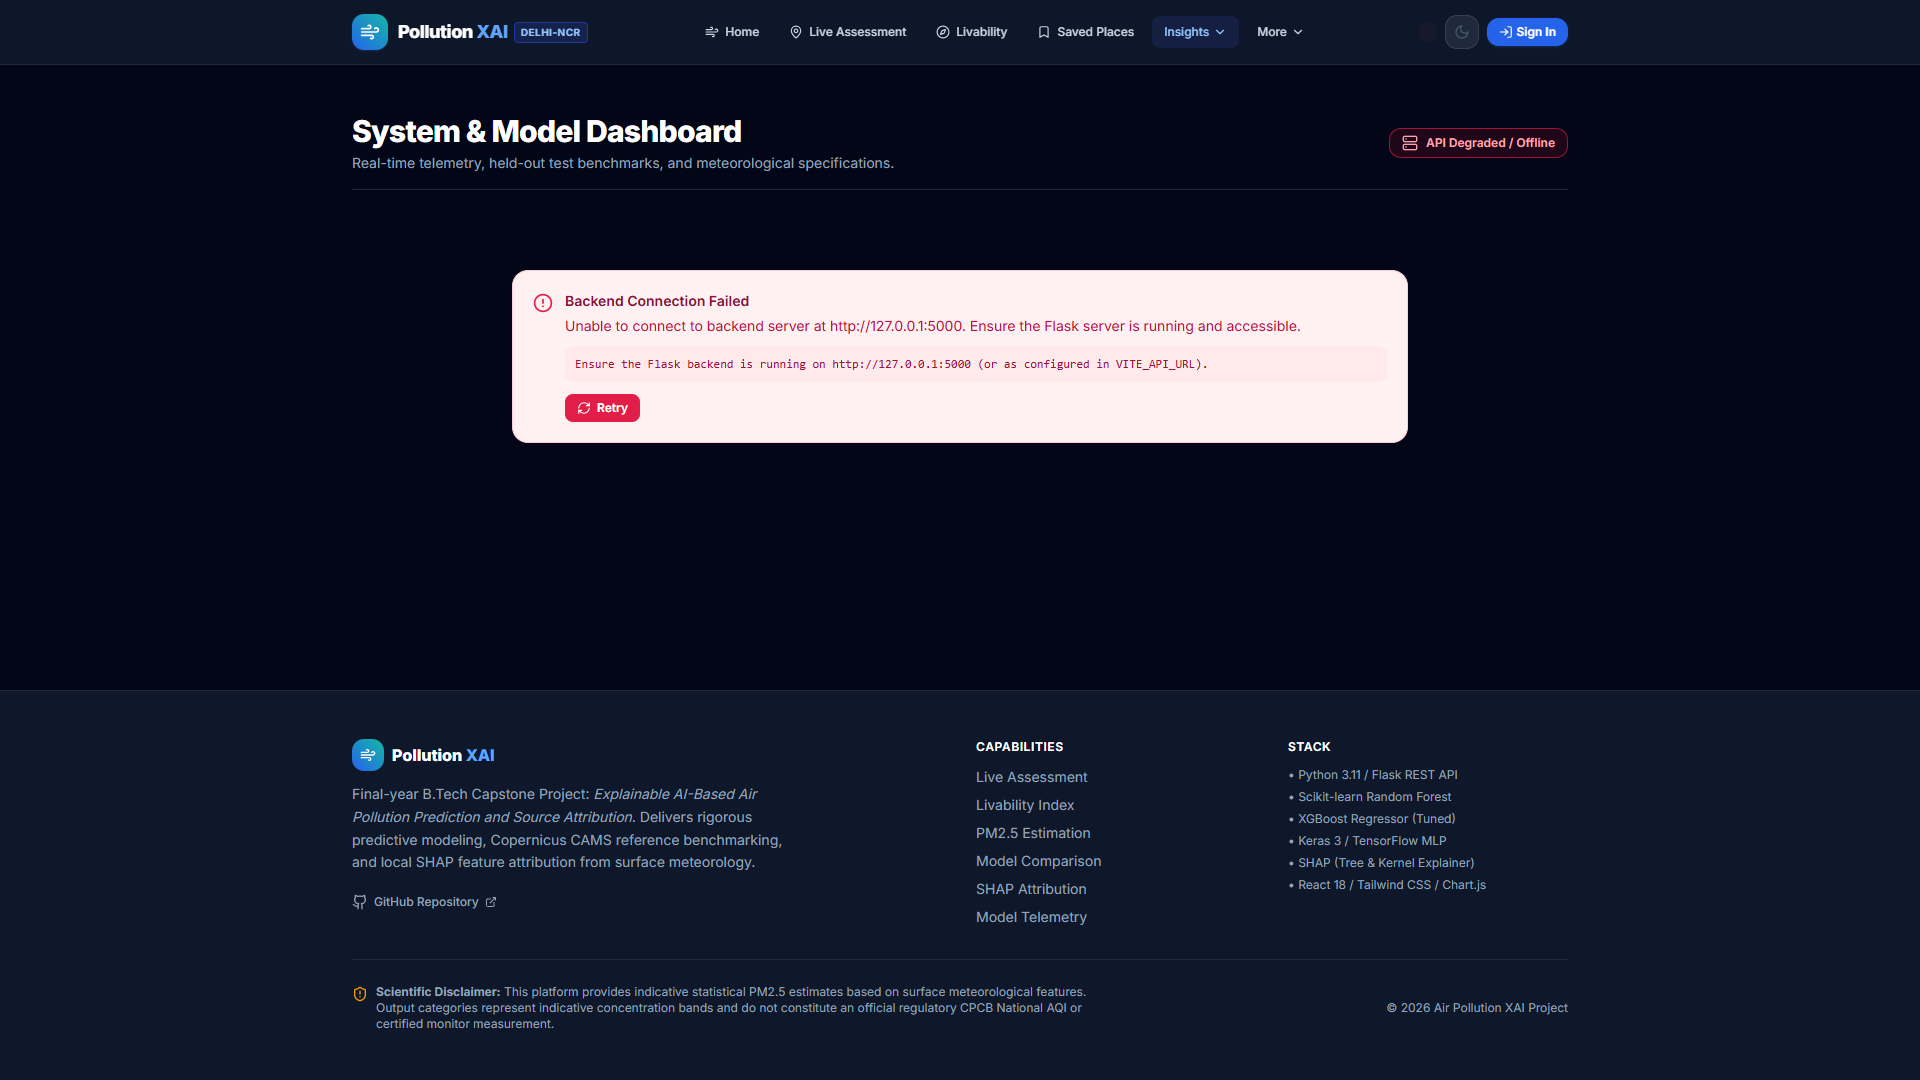 Pollution XAI DELHI-NCR
Home
Live Assessment
Livability
Saved Places
Insights
More
Sign In
System & Model Dashboard
Real-time telemetry, held-out test benchmarks, and meteorological specifications.
API Degraded / Offline
Backend Connection Failed
Unable to connect to backend server at http://127.0.0.1:5000. Ensure the Flask server is running and accessible.
Ensure the Flask backend is running on http://127.0.0.1:5000 (or as configured in VITE_API_URL).
Retry
Pollution XAI
Final-year B.Tech Capstone Project: Explainable AI-Based Air
Pollution Prediction and Source Attribution. Delivers rigorous
predictive modeling, Copernicus CAMS reference benchmarking,
and local SHAP feature attribution from surface meteorology.
GitHub Repository
CAPABILITIES
Live Assessment
Livability Index
PM2.5 Estimation
Model Comparison
SHAP Attribution
Model Telemetry
STACK
• Python 3.11 / Flask REST API
• Scikit-learn Random Forest
• XGBoost Regressor (Tuned)
• Keras 3 / TensorFlow MLP
• SHAP (Tree & Kernel Explainer)
• React 18 / Tailwind CSS / Chart.js
Scientific Disclaimer: This platform provides indicative statistical PM2.5 estimates based on surface meteorological features.
Output categories represent indicative concentration bands and do not constitute an official regulatory CPCB National AQI or
certified monitor measurement.
© 2026 Air Pollution XAI Project